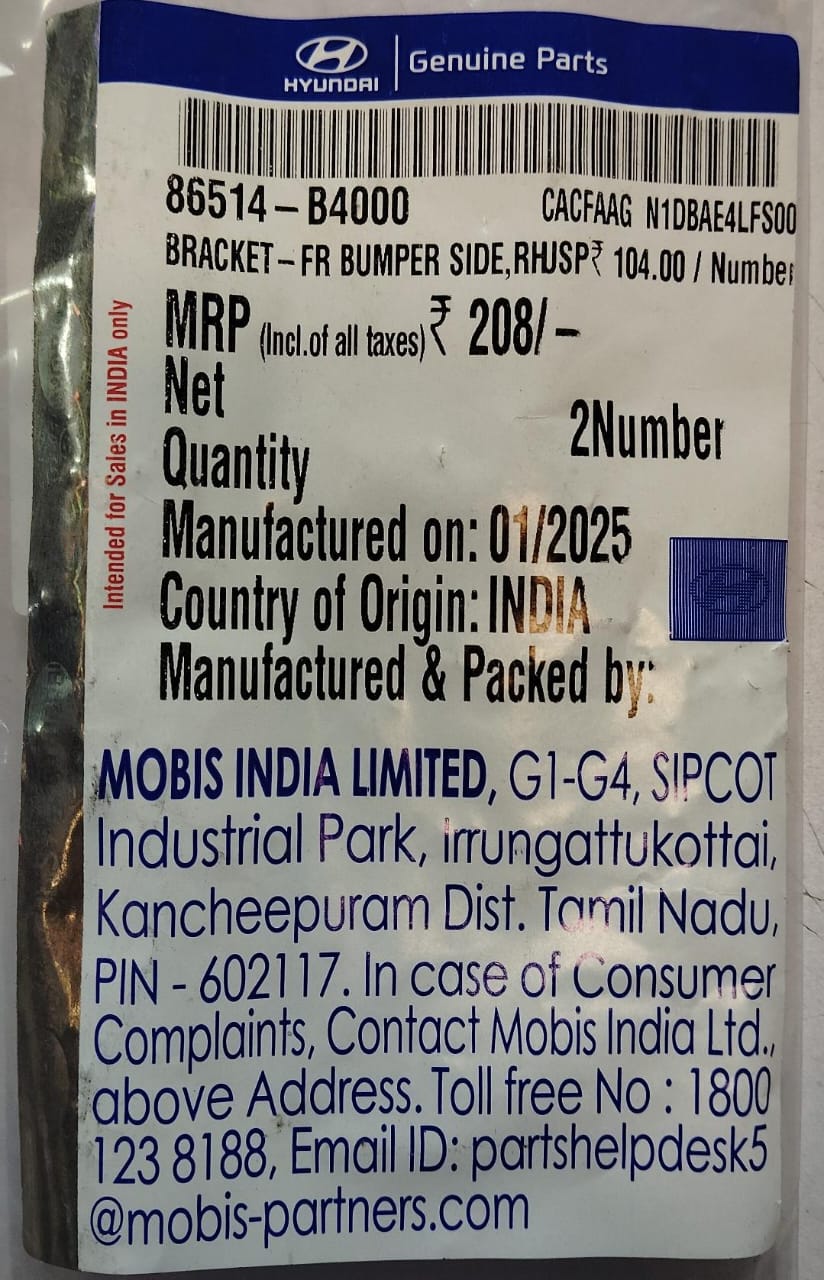 HYUNDAI
Genuine Parts
86514-B4000 CACFAAG N1DBAE4LFS00
BRACKET-FR BUMPER SIDE,RHUSP₹ 104.00 / Number
MRP (Incl.of all taxes) ₹ 208/-
Net
Quantity 2Number
Manufactured on: 01/2025
Country of Origin: INDIA
Manufactured & Packed by:
Intended for Sales in INDIA only
MOBIS INDIA LIMITED, G1-G4, SIPCOT
Industrial Park, Irrungattukottai,
Kancheepuram Dist. Tamil Nadu,
PIN - 602117. In case of Consumer
Complaints, Contact Mobis India Ltd.,
above Address. Toll free No : 1800
123 8188, Email ID: partshelpdesk5
@mobis-partners.com